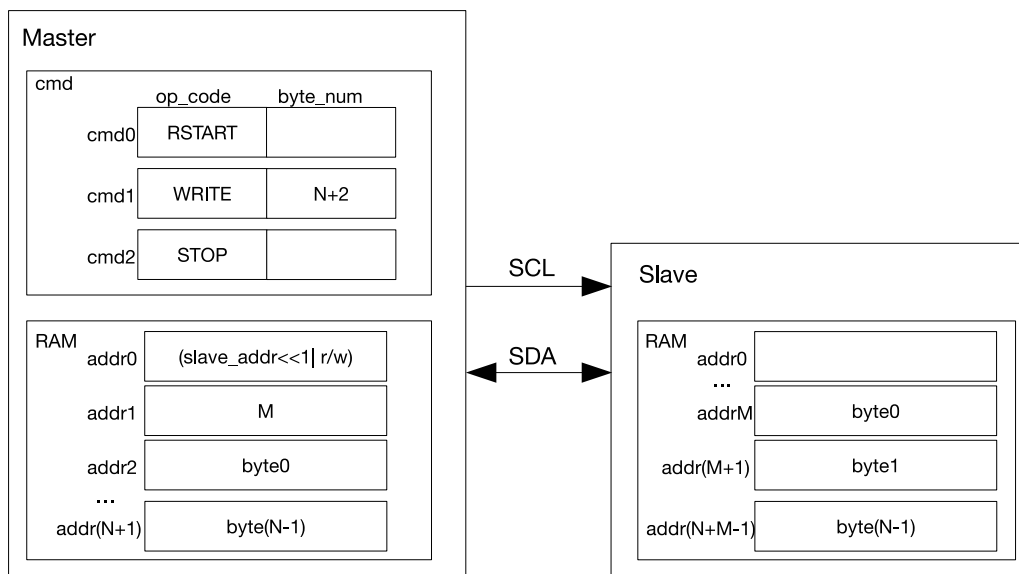 Master
cmd
op_code byte_num
cmd0 RSTART
cmd1 WRITE N+2
cmd2 STOP
RAM
addr0 (slave_addr<<1| r/w)
addr1 M
addr2 byte0
...
addr(N+1) byte(N-1)
SCL
SDA
Slave
RAM
addr0
...
addrM byte0
addr(M+1) byte1
addr(N+M-1) byte(N-1)